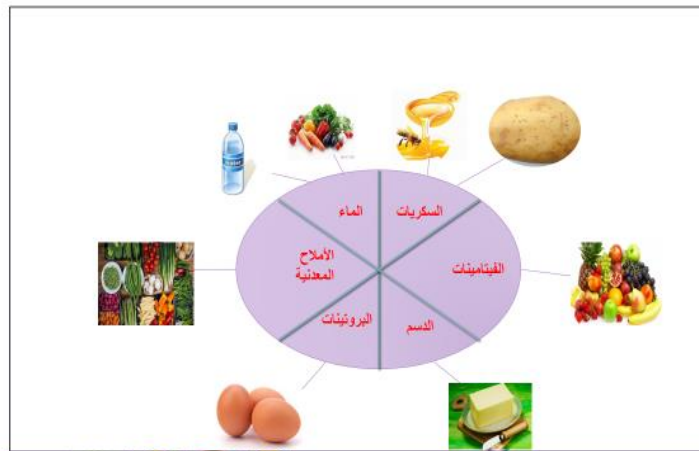 السكريات
الماء
الفيتامينات
الأملاح
المعدنية
الدسم
البروتينات